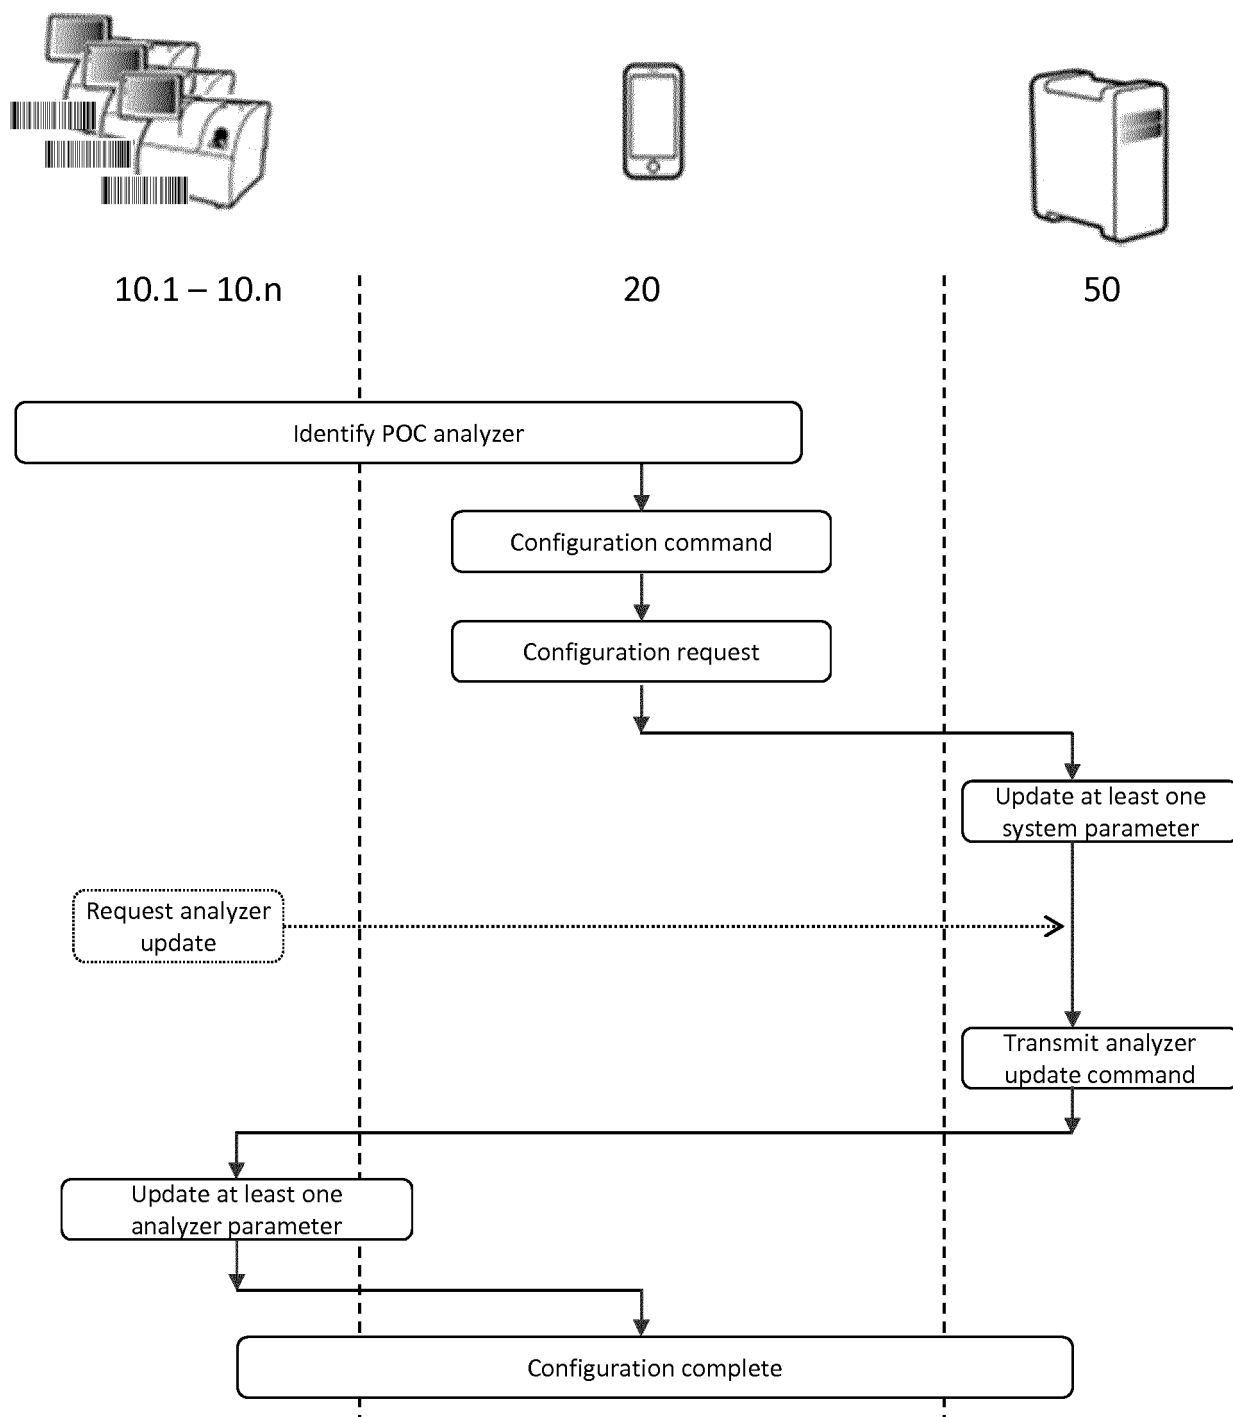 10.1 – 10.n
20
50
Identify POC analyzer
Configuration command
Configuration request
Update at least one
system parameter
Request analyzer
update
Transmit analyzer
update command
Update at least one
analyzer parameter
Configuration complete